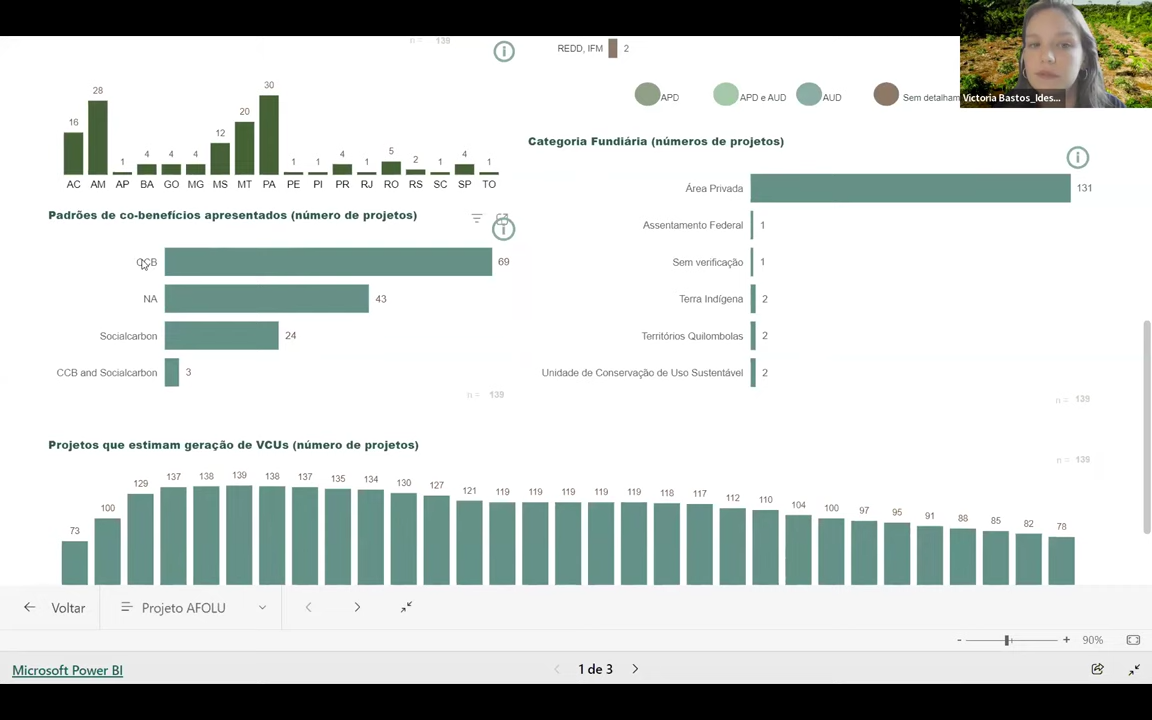 n = 139
REDD, IFM 2
APD
APD e AUD
AUD
Sem detalham
Victoria Bastos_Ides...
16 28 1 4 4 4 12 20 30 1 1 4 1 5 2 1 4 1
AC AM AP BA GO MG MS MT PA PE PI PR RJ RO RS SC SP TO
Categoria Fundiária (números de projetos)
Área Privada 131
Assentamento Federal 1
Sem verificação 1
Terra Indígena 2
Territórios Quilombolas 2
Unidade de Conservação de Uso Sustentável 2
n = 139
Padrões de co-benefícios apresentados (número de projetos)
CCB 69
NA 43
Socialcarbon 24
CCB and Socialcarbon 3
n = 139
Projetos que estimam geração de VCUs (número de projetos)
n = 139
73 100 129 137 138 139 138 137 135 134 130 127 121 119 119 119 119 119 118 117 112 110 104 100 97 95 91 88 85 82 78
Voltar
Projeto AFOLU
- + 90%
Microsoft Power BI
1 de 3